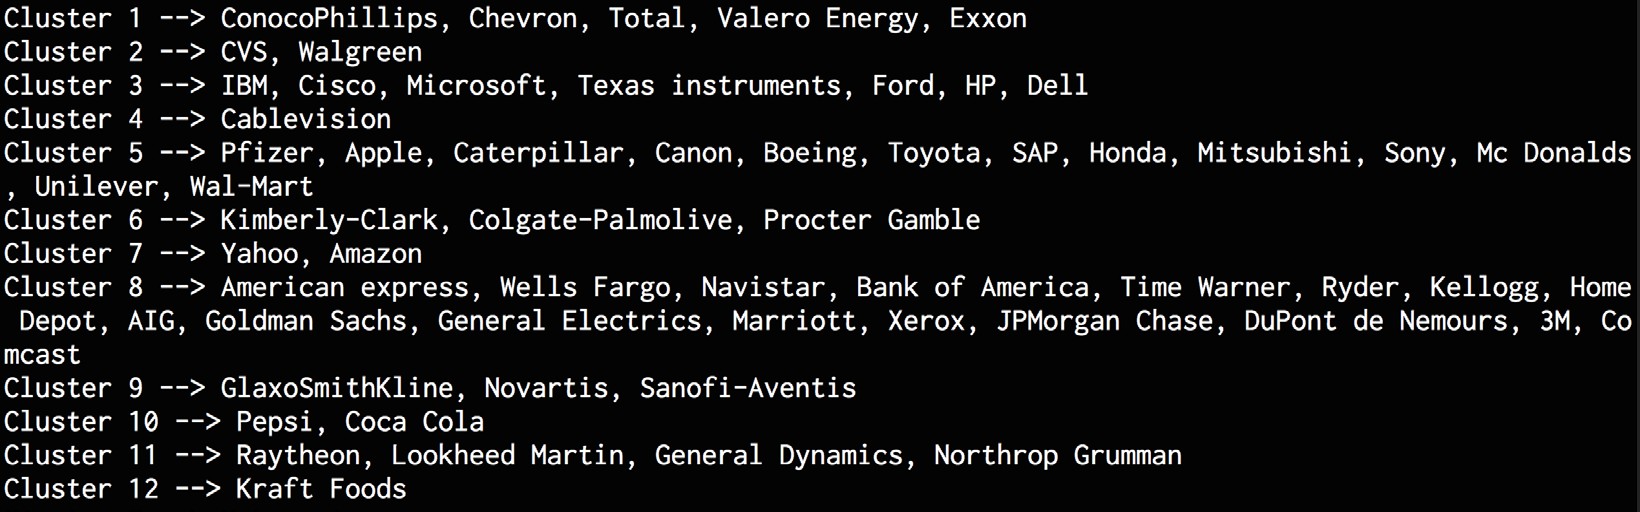 Cluster 1 --> ConocoPhillips, Chevron, Total, Valero Energy, Exxon
Cluster 2 --> CVS, Walgreen
Cluster 3 --> IBM, Cisco, Microsoft, Texas instruments, Ford, HP, Dell
Cluster 4 --> Cablevision
Cluster 5 --> Pfizer, Apple, Caterpillar, Canon, Boeing, Toyota, SAP, Honda, Mitsubishi, Sony, Mc Donalds
, Unilever, Wal-Mart
Cluster 6 --> Kimberly-Clark, Colgate-Palmolive, Procter Gamble
Cluster 7 --> Yahoo, Amazon
Cluster 8 --> American express, Wells Fargo, Navistar, Bank of America, Time Warner, Ryder, Kellogg, Home
 Depot, AIG, Goldman Sachs, General Electrics, Marriott, Xerox, JPMorgan Chase, DuPont de Nemours, 3M, Co
mcast
Cluster 9 --> GlaxoSmithKline, Novartis, Sanofi-Aventis
Cluster 10 --> Pepsi, Coca Cola
Cluster 11 --> Raytheon, Lookheed Martin, General Dynamics, Northrop Grumman
Cluster 12 --> Kraft Foods